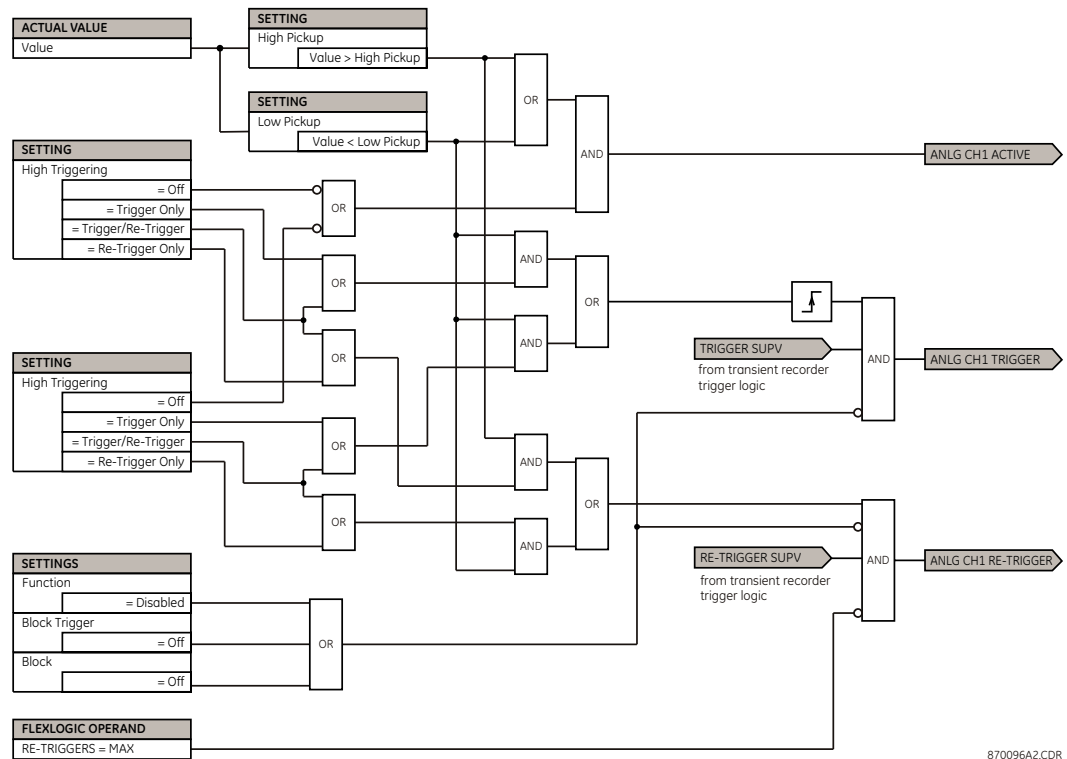 ACTUAL VALUE
Value
SETTING
High Pickup
Value > High Pickup
SETTING
Low Pickup
Value < Low Pickup
OR
AND
ANLG CH1 ACTIVE
SETTING
High Triggering
= Off
= Trigger Only
= Trigger/Re-Trigger
= Re-Trigger Only
OR
OR
OR
AND
AND
OR
TRIGGER SUPV
from transient recorder
trigger logic
AND
ANLG CH1 TRIGGER
SETTING
High Triggering
= Off
= Trigger Only
= Trigger/Re-Trigger
= Re-Trigger Only
OR
OR
AND
AND
OR
RE-TRIGGER SUPV
from transient recorder
trigger logic
AND
ANLG CH1 RE-TRIGGER
SETTINGS
Function
= Disabled
Block Trigger
= Off
Block
= Off
OR
FLEXLOGIC OPERAND
RE-TRIGGERS = MAX
870096A2.CDR